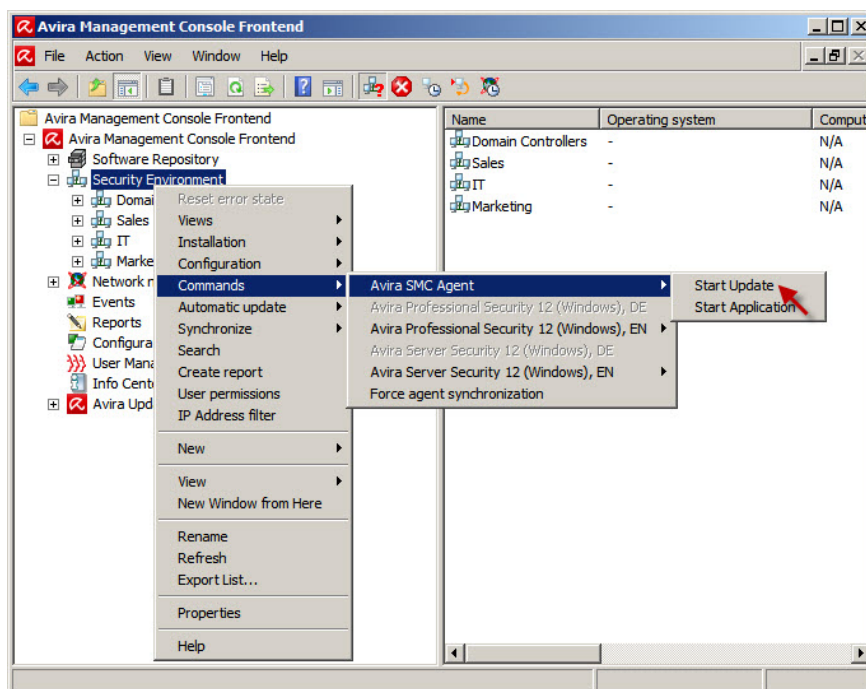 Avira Management Console Frontend
File Action View Window Help
Avira Management Console Frontend
Avira Management Console Frontend
Software Repository
Security Environment
Domai
Sales
IT
Marke
Network n
Events
Reports
Configura
User Mana
Info Cent
Avira Upd
Name Operating system Comput
Domain Controllers - N/A
Sales - N/A
IT - N/A
Marketing - N/A
Reset error state
Views
Installation
Configuration
Commands
Automatic update
Synchronize
Search
Create report
User permissions
IP Address filter
New
View
New Window from Here
Rename
Refresh
Export List...
Properties
Help
Avira SMC Agent
Avira Professional Security 12 (Windows), DE
Avira Professional Security 12 (Windows), EN
Avira Server Security 12 (Windows), DE
Avira Server Security 12 (Windows), EN
Force agent synchronization
Start Update
Start Application